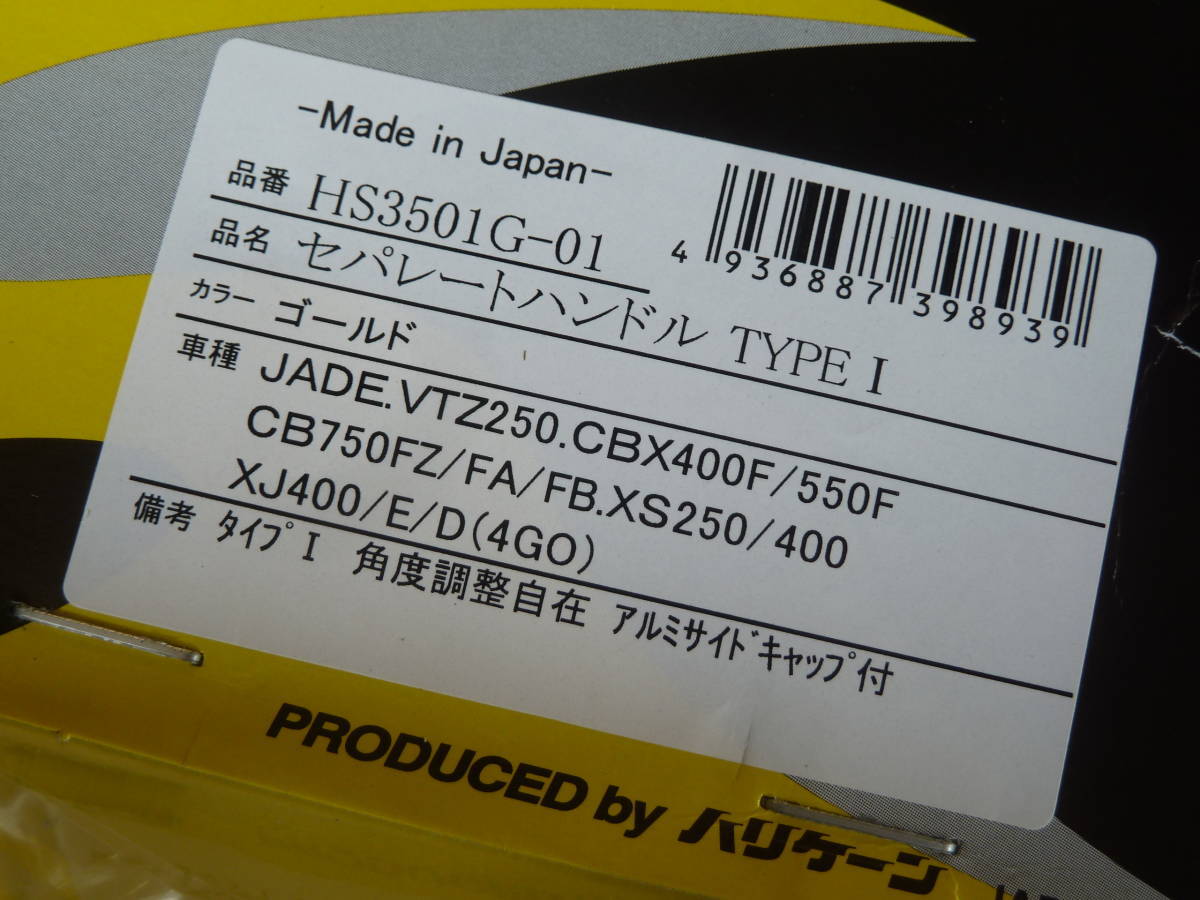 -Made in Japan-
品番 HS3501G-01
4 936887 398939
品名 セパレートハンドル TYPE I
カラー ゴールド
車種 JADE.VTZ250.CBX400F/550F
CB750FZ/FA/FB.XS250/400
XJ400/E/D(4GO)
備考 ﾀｲﾌﾟ I 角度調整自在 ｱﾙﾐｻｲﾄﾞｷｬｯﾌﾟ付
PRODUCED by ハリケーン